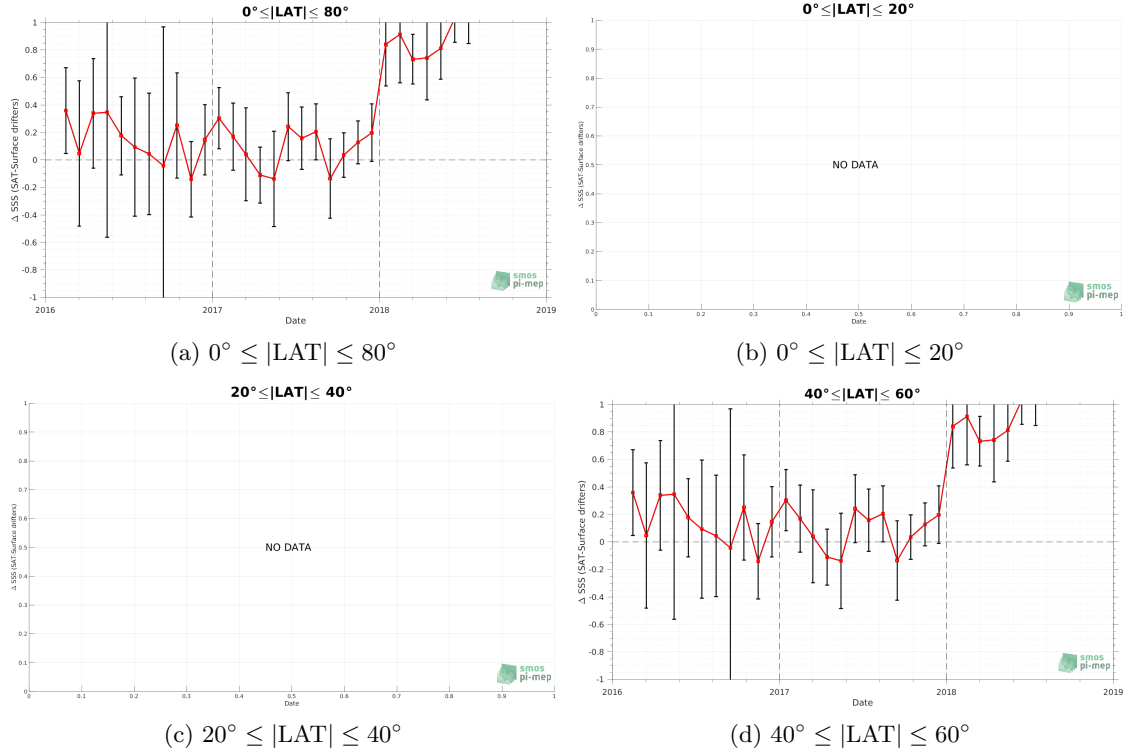 0°≤|LAT|≤ 80°
Δ SSS (SAT-Surface drifters)
1
0.8
0.6
0.4
0.2
0
-0.2
-0.4
-0.6
-0.8
-1
2016
2017
2018
2019
Date
smos
pi-mep
(a) 0° ≤ |LAT| ≤ 80°
0°≤|LAT|≤ 20°
Δ SSS (SAT-Surface drifters)
1
0.9
0.8
0.7
0.6
0.5
0.4
0.3
0.2
0.1
0
NO DATA
0
0.1
0.2
0.3
0.4
0.5
0.6
0.7
0.8
0.9
1
Date
smos
pi-mep
(b) 0° ≤ |LAT| ≤ 20°
20°≤|LAT|≤ 40°
Δ SSS (SAT-Surface drifters)
1
0.9
0.8
0.7
0.6
0.5
0.4
0.3
0.2
0.1
0
NO DATA
0
0.1
0.2
0.3
0.4
0.5
0.6
0.7
0.8
0.9
1
Date
smos
pi-mep
(c) 20° ≤ |LAT| ≤ 40°
40°≤|LAT|≤ 60°
Δ SSS (SAT-Surface drifters)
1
0.8
0.6
0.4
0.2
0
-0.2
-0.4
-0.6
-0.8
-1
2016
2017
2018
2019
Date
smos
pi-mep
(d) 40° ≤ |LAT| ≤ 60°